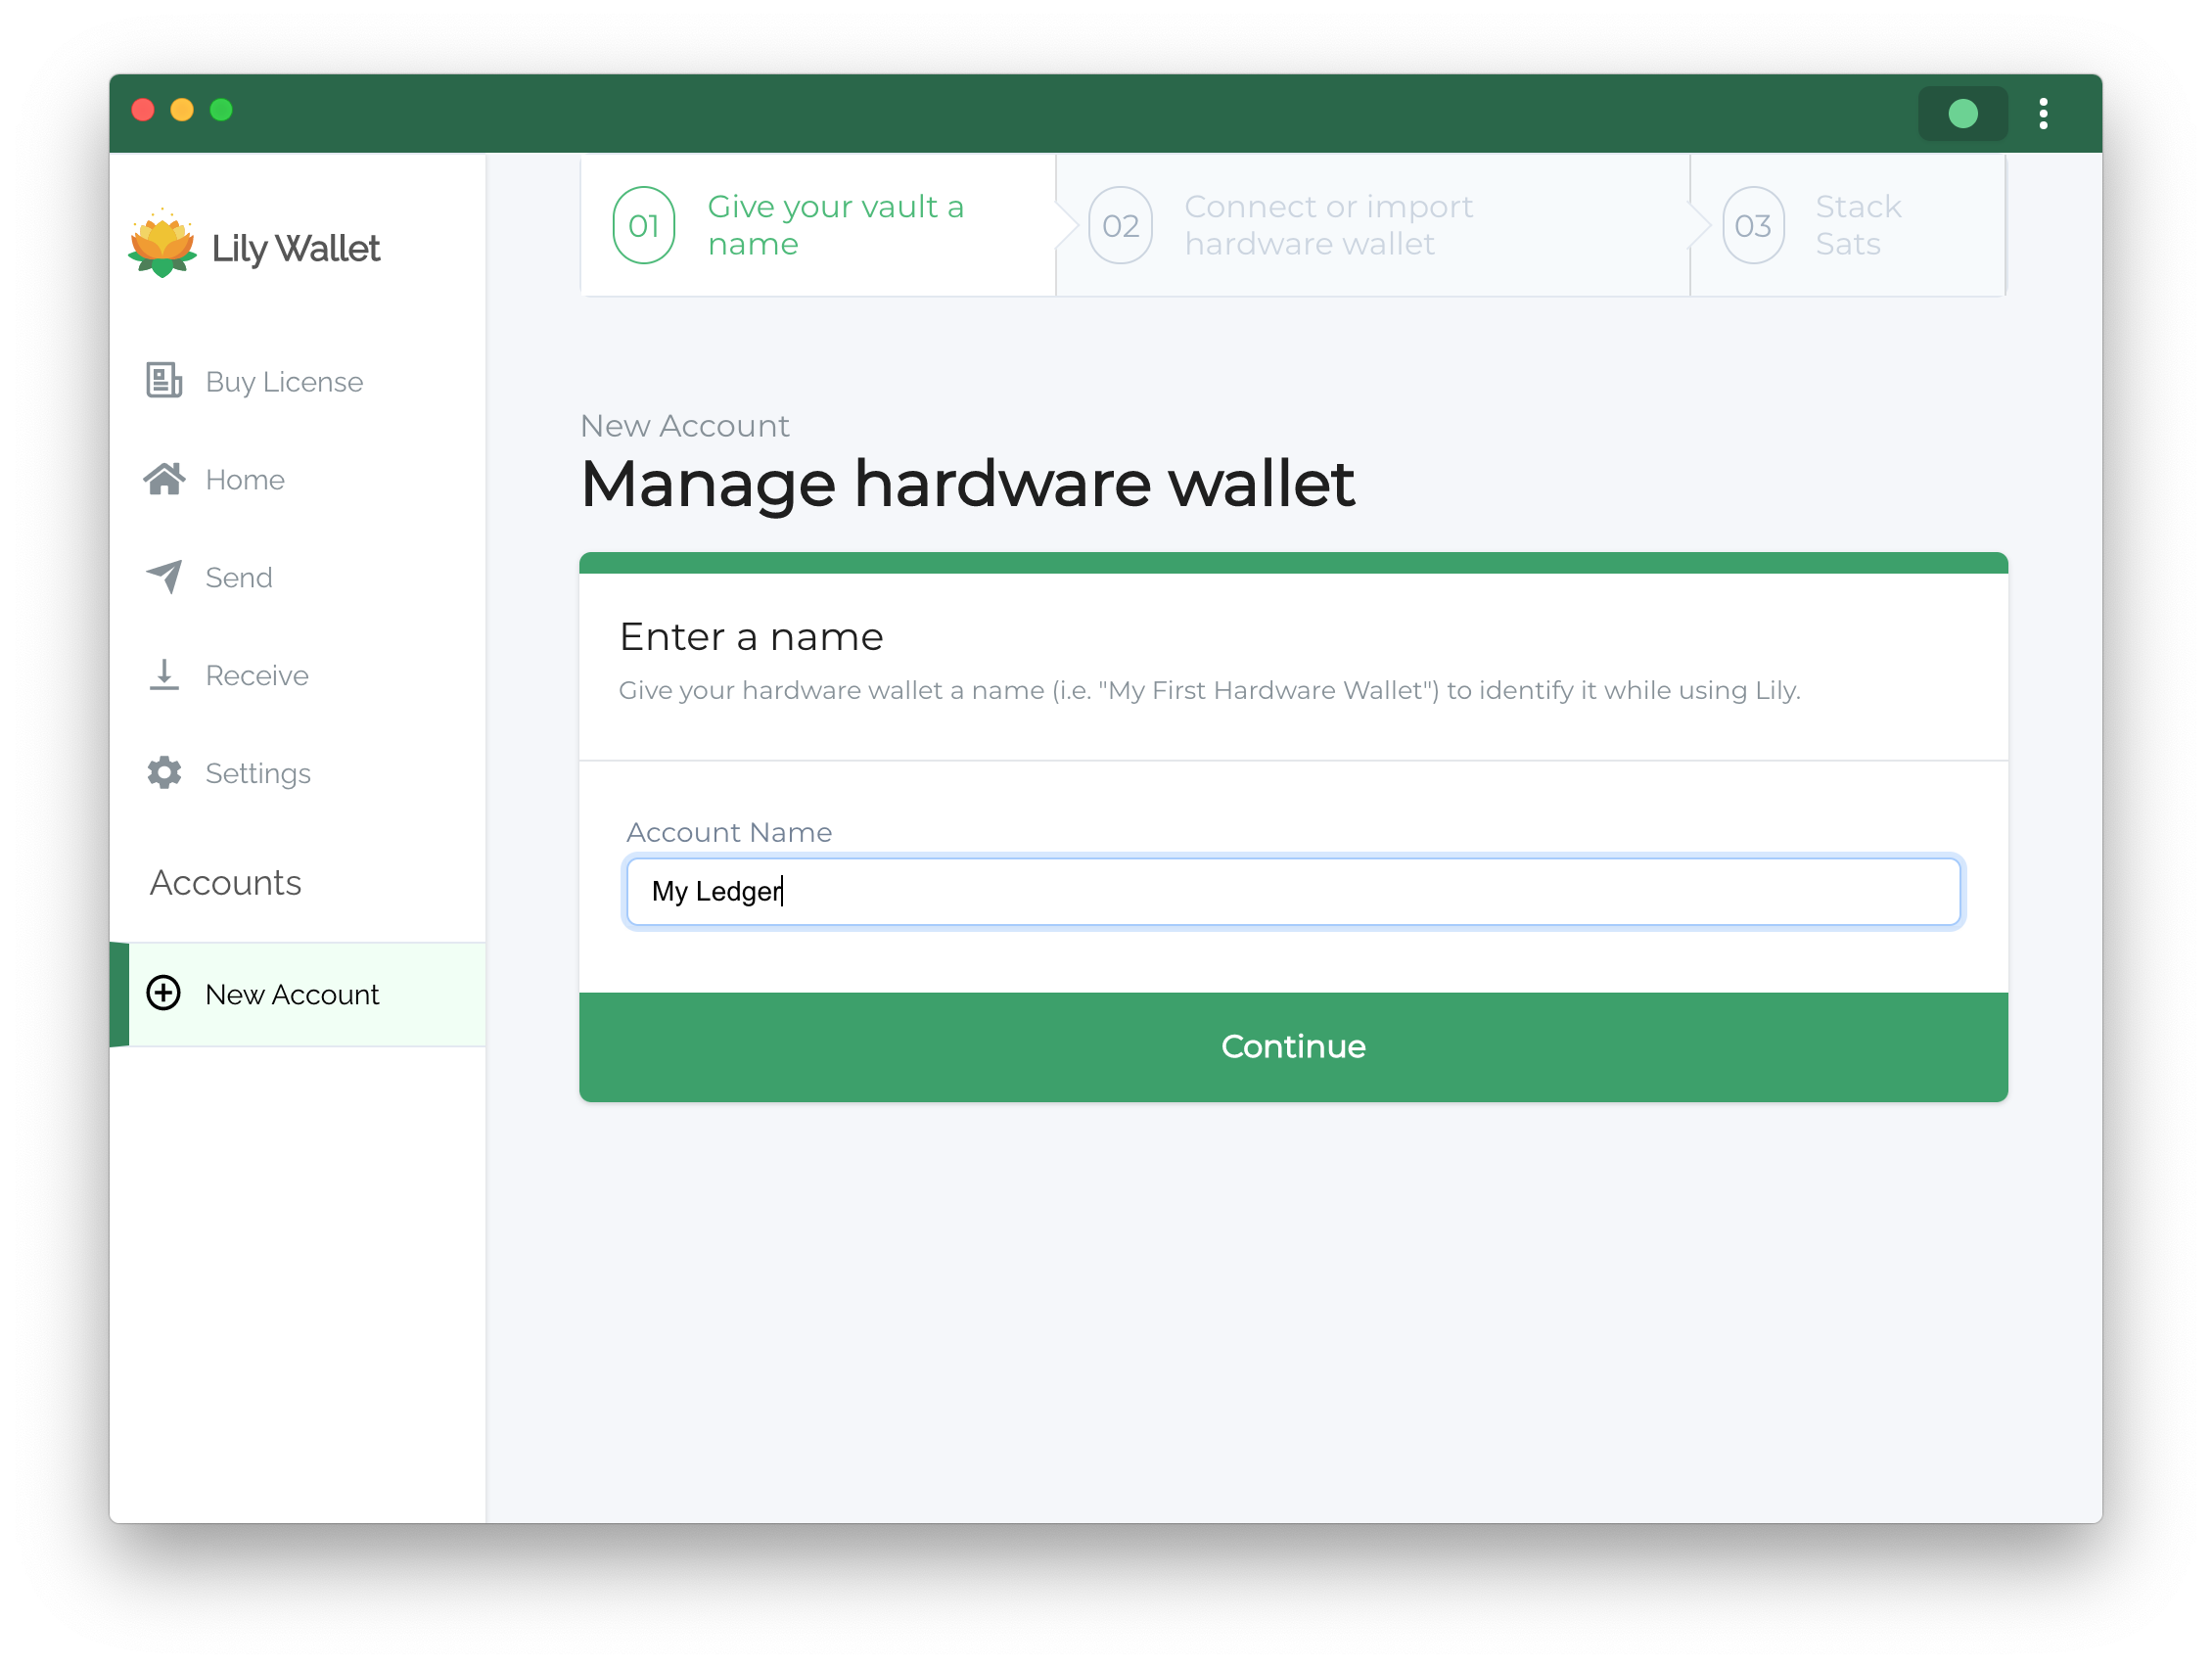 Lily Wallet
Buy License
Home
Send
Receive
Settings
Accounts
New Account
01
Give your vault a
name
02
Connect or import
hardware wallet
03
Stack
Sats
New Account
Manage hardware wallet
Enter a name
Give your hardware wallet a name (i.e. "My First Hardware Wallet") to identify it while using Lily.
Account Name
My Ledger
Continue